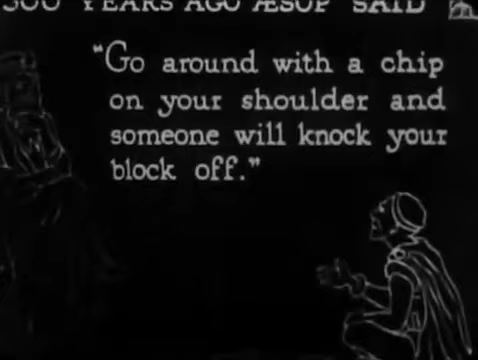 YEARS AGO ÆSOP SAID
"Go around with a chip
on your shoulder and
someone will knock your
block off."